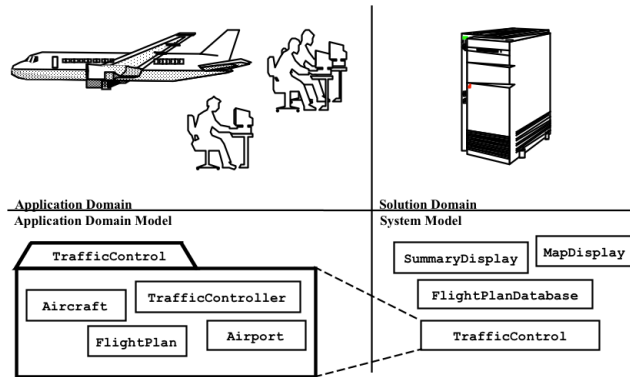 Application Domain
Solution Domain
Application Domain Model
System Model
TrafficControl
SummaryDisplay
MapDisplay
Aircraft
TrafficController
FlightPlanDatabase
FlightPlan
Airport
TrafficControl